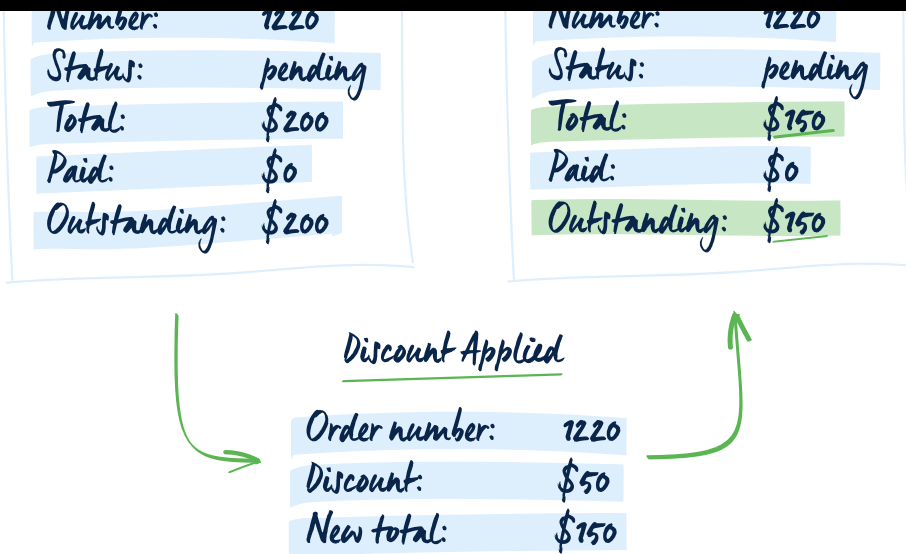 Number: 1220
Status: pending
Total: $200
Paid: $0
Outstanding: $200
Number: 1220
Status: pending
Total: $150
Paid: $0
Outstanding: $150
Discount Applied
Order number: 1220
Discount: $50
New total: $150